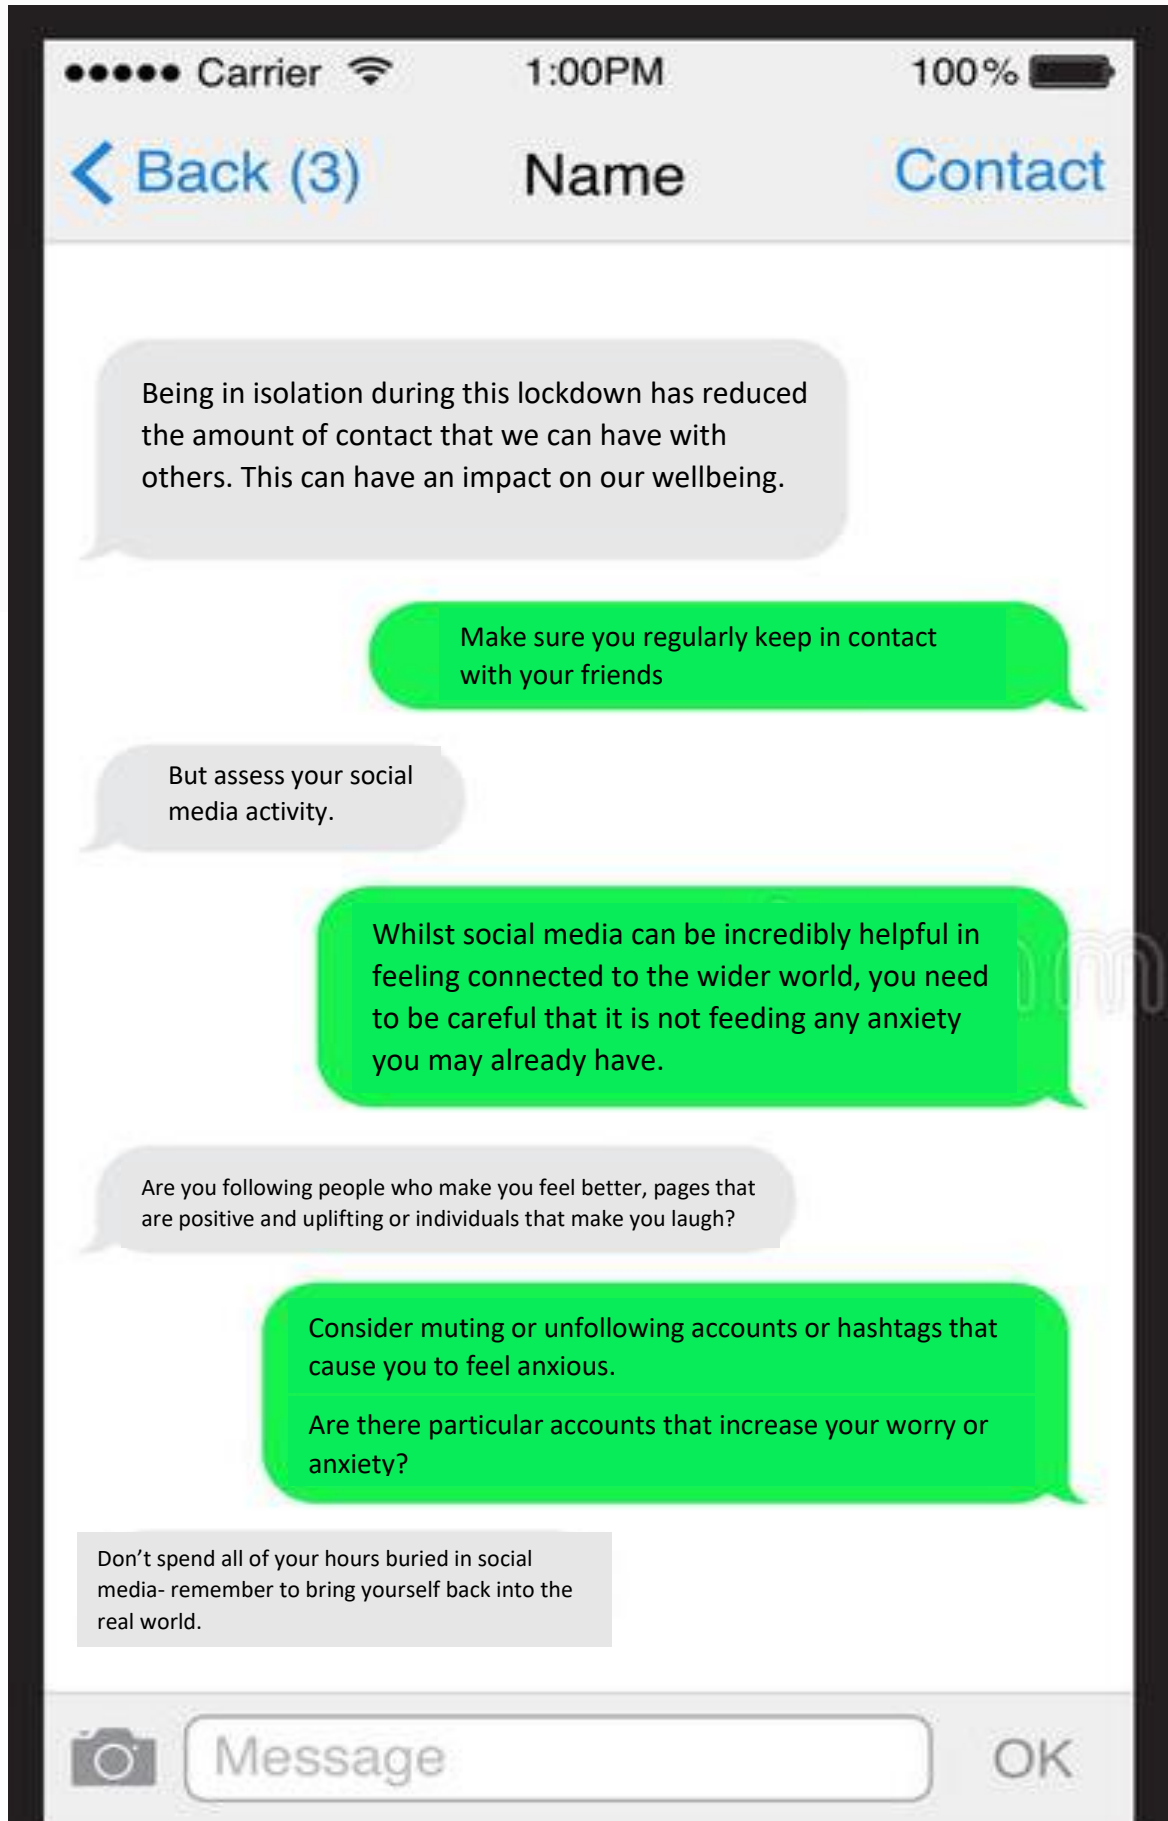 Carrier 1:00PM 100%
Back (3) Name Contact
Being in isolation during this lockdown has reduced
the amount of contact that we can have with
others. This can have an impact on our wellbeing.
Make sure you regularly keep in contact
with your friends
But assess your social
media activity.
Whilst social media can be incredibly helpful in
feeling connected to the wider world, you need
to be careful that it is not feeding any anxiety
you may already have.
Are you following people who make you feel better, pages that
are positive and uplifting or individuals that make you laugh?
Consider muting or unfollowing accounts or hashtags that
cause you to feel anxious.
Are there particular accounts that increase your worry or
anxiety?
Don’t spend all of your hours buried in social
media- remember to bring yourself back into the
real world.
Message OK